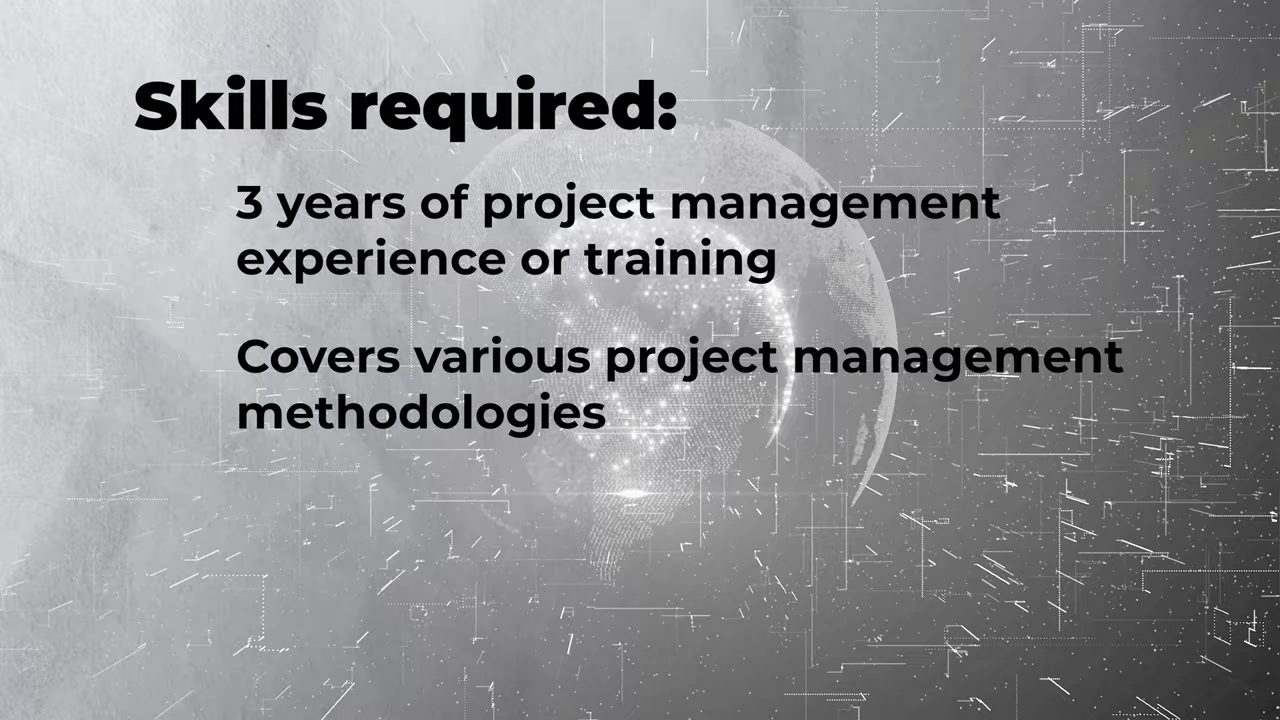 Skills required:
3 years of project management
experience or training
Covers various project management
methodologies